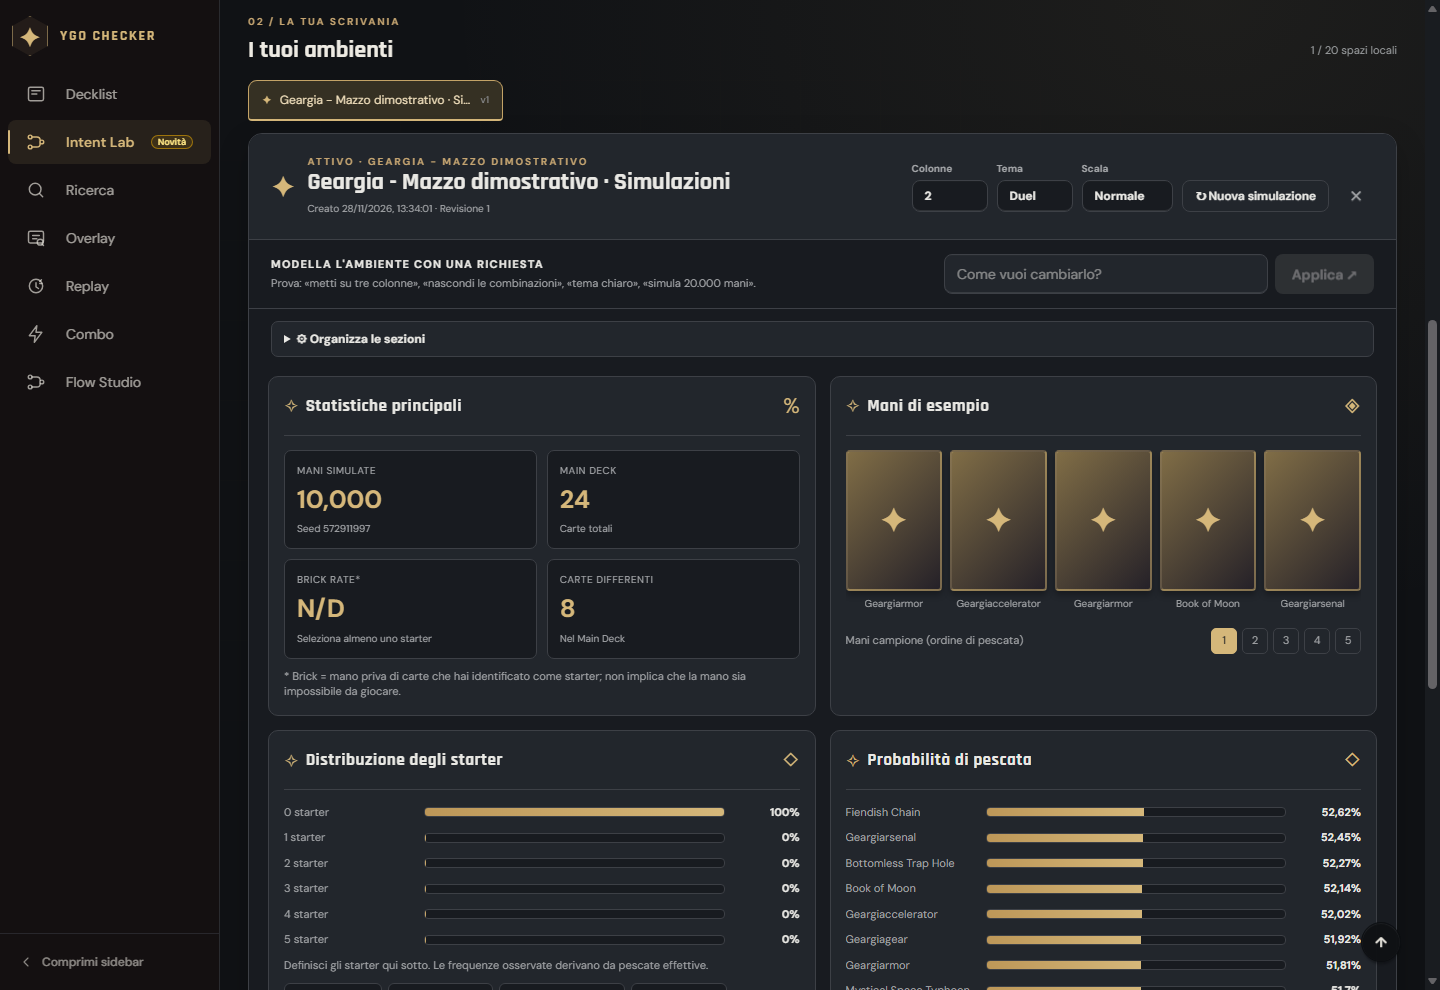 YGO CHECKER
Decklist
Intent Lab Novità
Ricerca
Overlay
Replay
Combo
Flow Studio
Comprimi sidebar
02 / LA TUA SCRIVANIA
I tuoi ambienti
1 / 20 spazi locali
Geargia - Mazzo dimostrativo · Si... v1
ATTIVO · GEARGIA - MAZZO DIMOSTRATIVO
Geargia - Mazzo dimostrativo · Simulazioni
Creato 28/11/2026, 13:34:01 · Revisione 1
Colonne
2
Tema
Duel
Scala
Normale
↻ Nuova simulazione
✕
MODELLA L'AMBIENTE CON UNA RICHIESTA
Prova: «metti su tre colonne», «nascondi le combinazioni», «tema chiaro», «simula 20.000 mani».
Come vuoi cambiarlo?
Applica ↗
▶ ⚙ Organizza le sezioni
Statistiche principali
%
MANI SIMULATE
10,000
Seed 572911997
MAIN DECK
24
Carte totali
BRICK RATE*
N/D
Seleziona almeno uno starter
CARTE DIFFERENTI
8
Nel Main Deck
* Brick = mano priva di carte che hai identificato come starter; non implica che la mano sia
impossibile da giocare.
Mani di esempio
Geargiarmor
Geargiaccelerator
Geargiarmor
Book of Moon
Geargiarsenal
Mani campione (ordine di pescata)
1 2 3 4 5
Distribuzione degli starter
0 starter 100%
1 starter 0%
2 starter 0%
3 starter 0%
4 starter 0%
5 starter 0%
Definisci gli starter qui sotto. Le frequenze osservate derivano da pescate effettive.
Probabilità di pescata
Fiendish Chain 52,62%
Geargiarsenal 52,45%
Bottomless Trap Hole 52,27%
Book of Moon 52,14%
Geargiaccelerator 52,02%
Geargiagear 51,92%
Geargiarmor 51,81%
Mystical Space Typhoon 51,7%